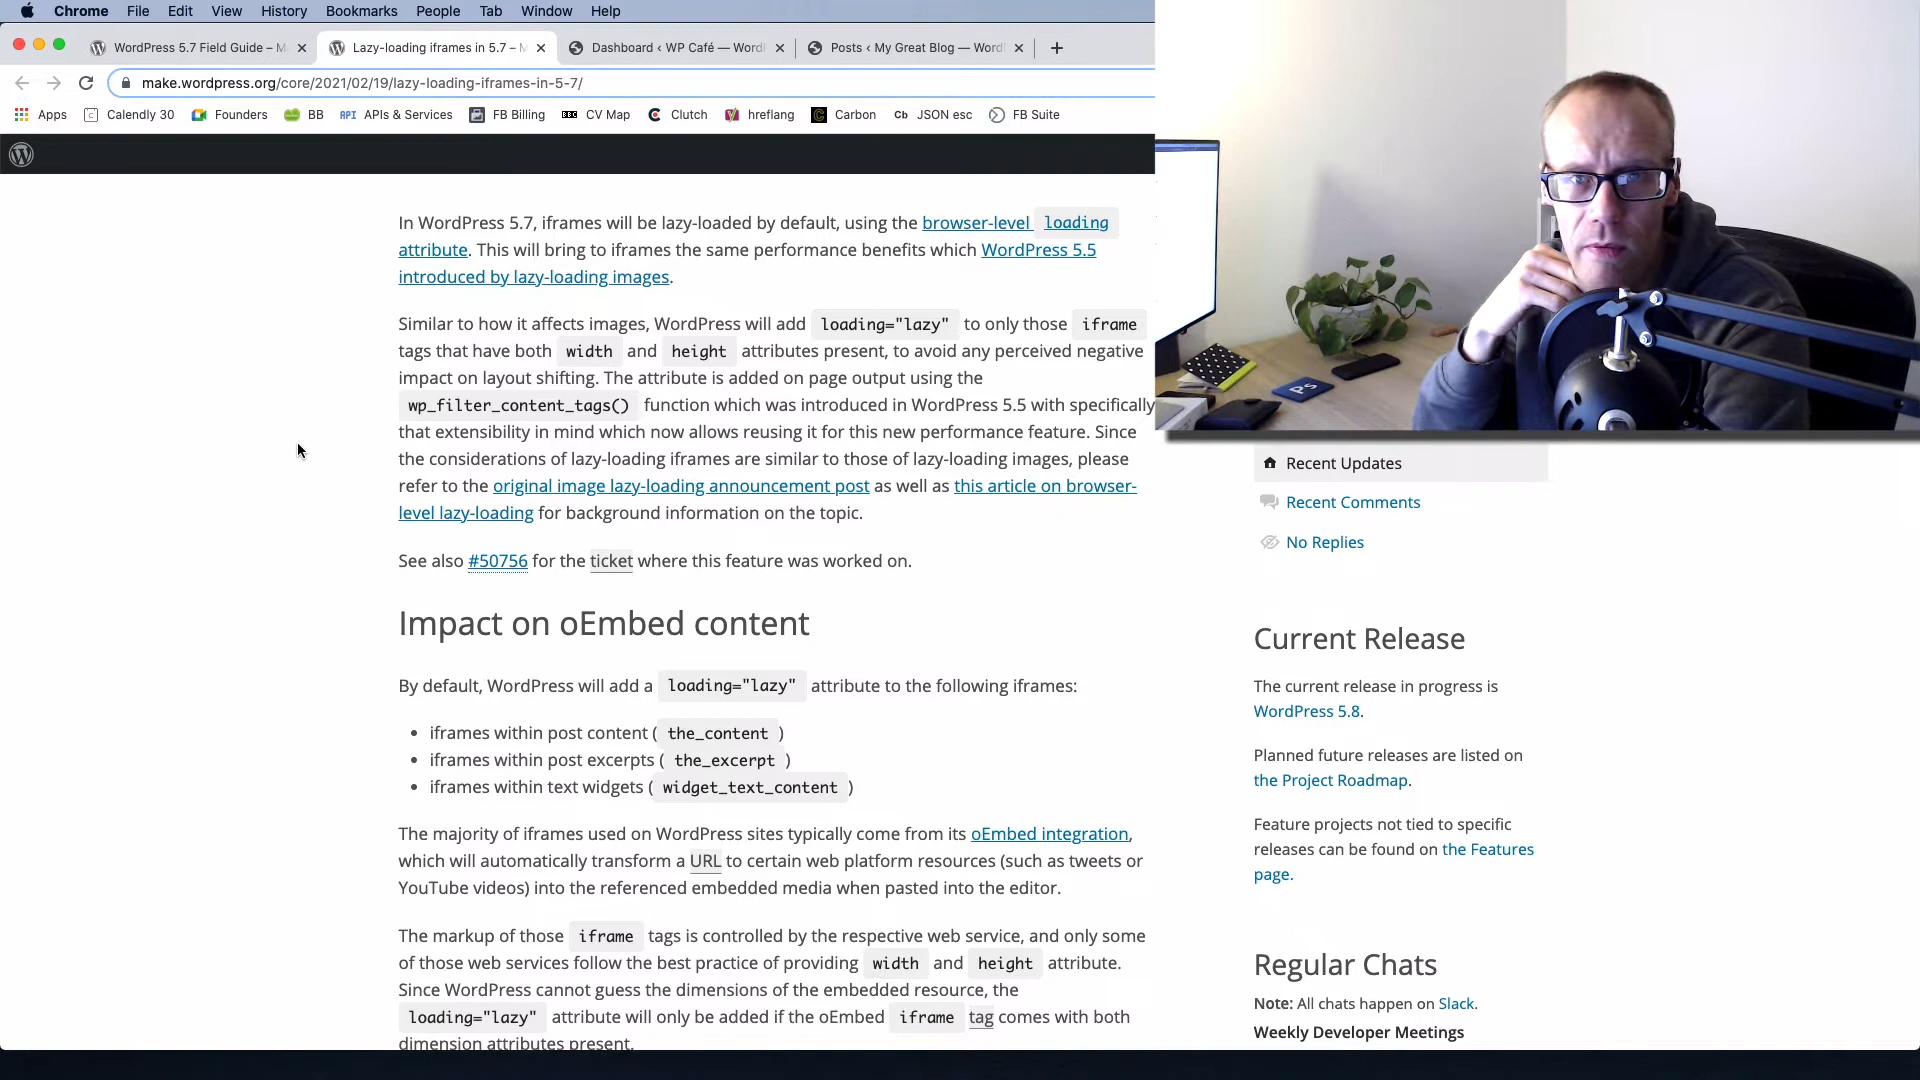 Chrome File Edit View History Bookmarks People Tab Window Help
WordPress 5.7 Field Guide – M
Lazy-loading iframes in 5.7 – M
Dashboard ‹ WP Café — WordP
Posts ‹ My Great Blog — Word
make.wordpress.org/core/2021/02/19/lazy-loading-iframes-in-5-7/
Apps Calendly 30 Founders BB API APIs & Services FB Billing BBC CV Map Clutch hreflang Carbon Cb JSON esc FB Suite
In WordPress 5.7, iframes will be lazy-loaded by default, using the browser-level loading
attribute. This will bring to iframes the same performance benefits which WordPress 5.5
introduced by lazy-loading images.
Similar to how it affects images, WordPress will add loading="lazy" to only those iframe
tags that have both width and height attributes present, to avoid any perceived negative
impact on layout shifting. The attribute is added on page output using the
wp_filter_content_tags() function which was introduced in WordPress 5.5 with specifically
that extensibility in mind which now allows reusing it for this new performance feature. Since
the considerations of lazy-loading iframes are similar to those of lazy-loading images, please
refer to the original image lazy-loading announcement post as well as this article on browser-
level lazy-loading for background information on the topic.
See also #50756 for the ticket where this feature was worked on.
Impact on oEmbed content
By default, WordPress will add a loading="lazy" attribute to the following iframes:
• iframes within post content ( the_content )
• iframes within post excerpts ( the_excerpt )
• iframes within text widgets ( widget_text_content )
The majority of iframes used on WordPress sites typically come from its oEmbed integration,
which will automatically transform a URL to certain web platform resources (such as tweets or
YouTube videos) into the referenced embedded media when pasted into the editor.
The markup of those iframe tags is controlled by the respective web service, and only some
of those web services follow the best practice of providing width and height attribute.
Since WordPress cannot guess the dimensions of the embedded resource, the
loading="lazy" attribute will only be added if the oEmbed iframe tag comes with both
dimension attributes present.
Ps
Recent Updates
Recent Comments
No Replies
Current Release
The current release in progress is
WordPress 5.8.
Planned future releases are listed on
the Project Roadmap.
Feature projects not tied to specific
releases can be found on the Features
page.
Regular Chats
Note: All chats happen on Slack.
Weekly Developer Meetings